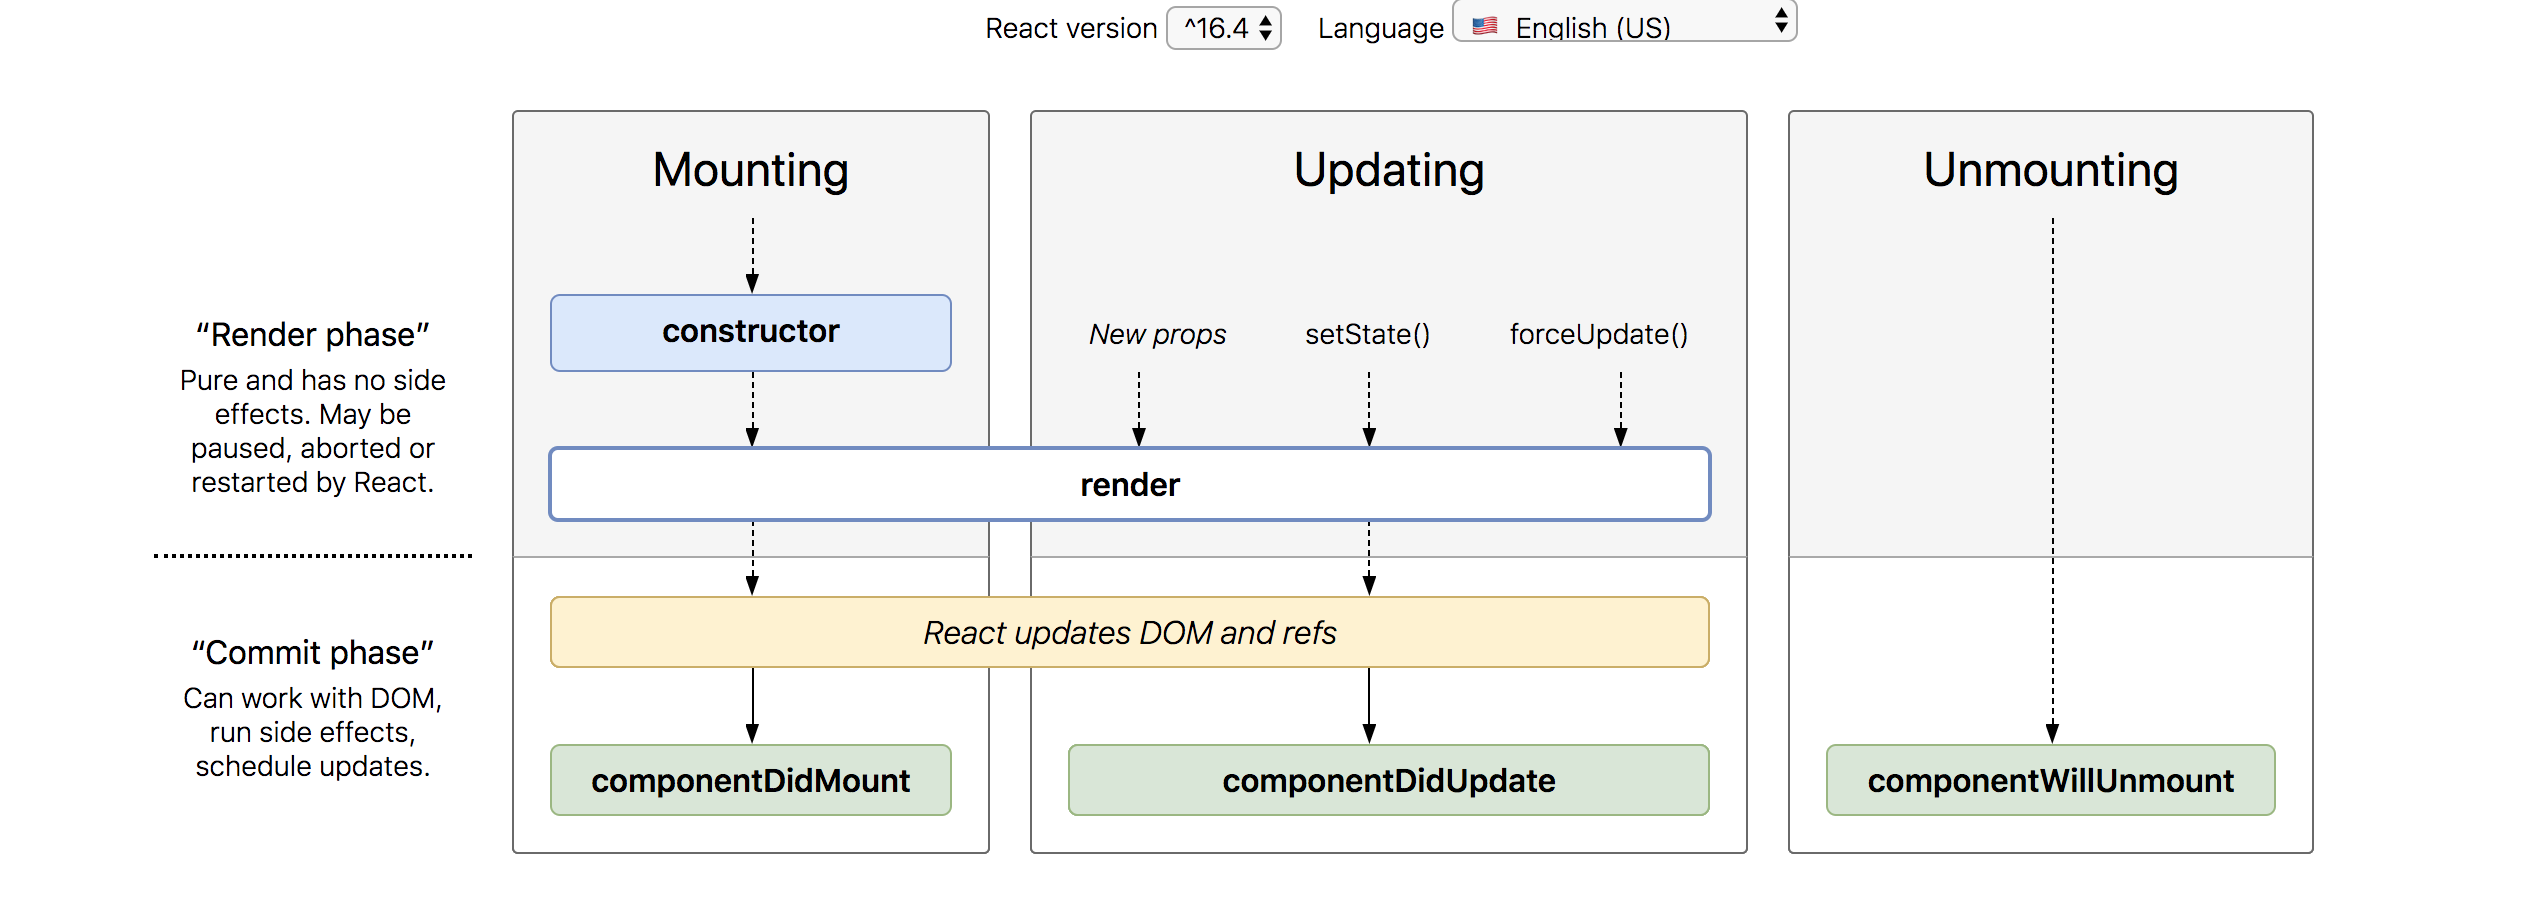 React version ^16.4 Language 🇺🇸 English (US)
Mounting
Updating
Unmounting
“Render phase”
Pure and has no side
effects. May be
paused, aborted or
restarted by React.
constructor
New props
setState()
forceUpdate()
render
“Commit phase”
Can work with DOM,
run side effects,
schedule updates.
React updates DOM and refs
componentDidMount
componentDidUpdate
componentWillUnmount